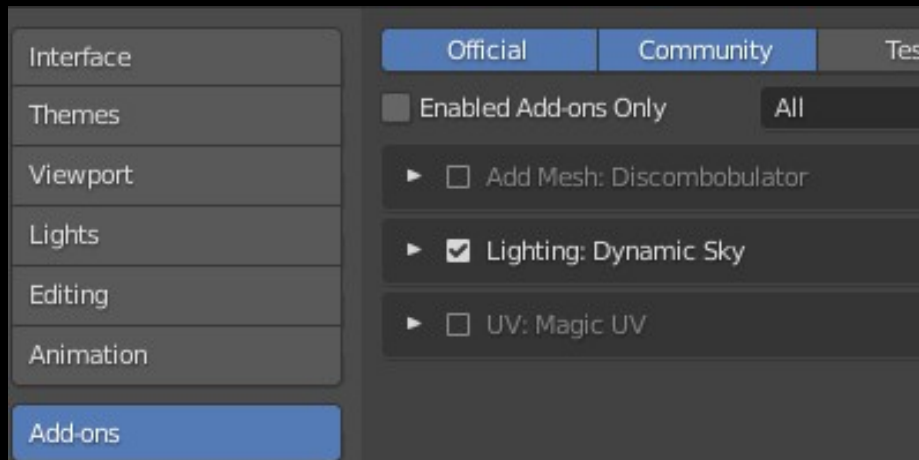 Interface
Themes
Viewport
Lights
Editing
Animation
Add-ons
Official Community Tes
Enabled Add-ons Only All
Add Mesh: Discombobulator
Lighting: Dynamic Sky
UV: Magic UV